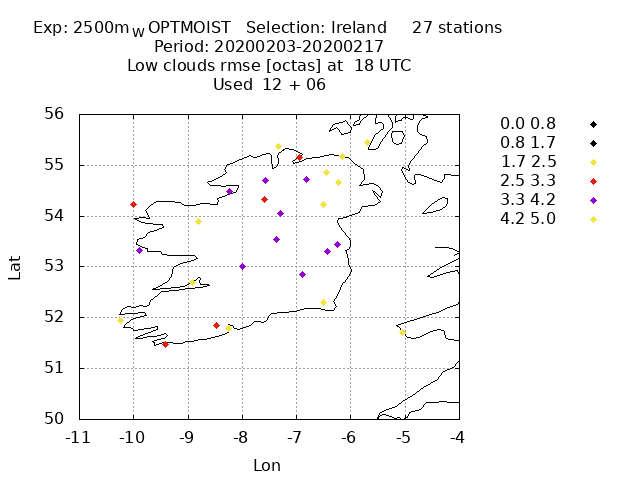 Exp: 2500m_W OPTMOIST   Selection: Ireland     27 stations
Period: 20200203-20200217
Low clouds rmse [octas] at  18 UTC
Used  12 + 06
0.0 0.8
0.8 1.7
1.7 2.5
2.5 3.3
3.3 4.2
4.2 5.0
Lat
56
55
54
53
52
51
50
-11 -10 -9 -8 -7 -6 -5 -4
Lon